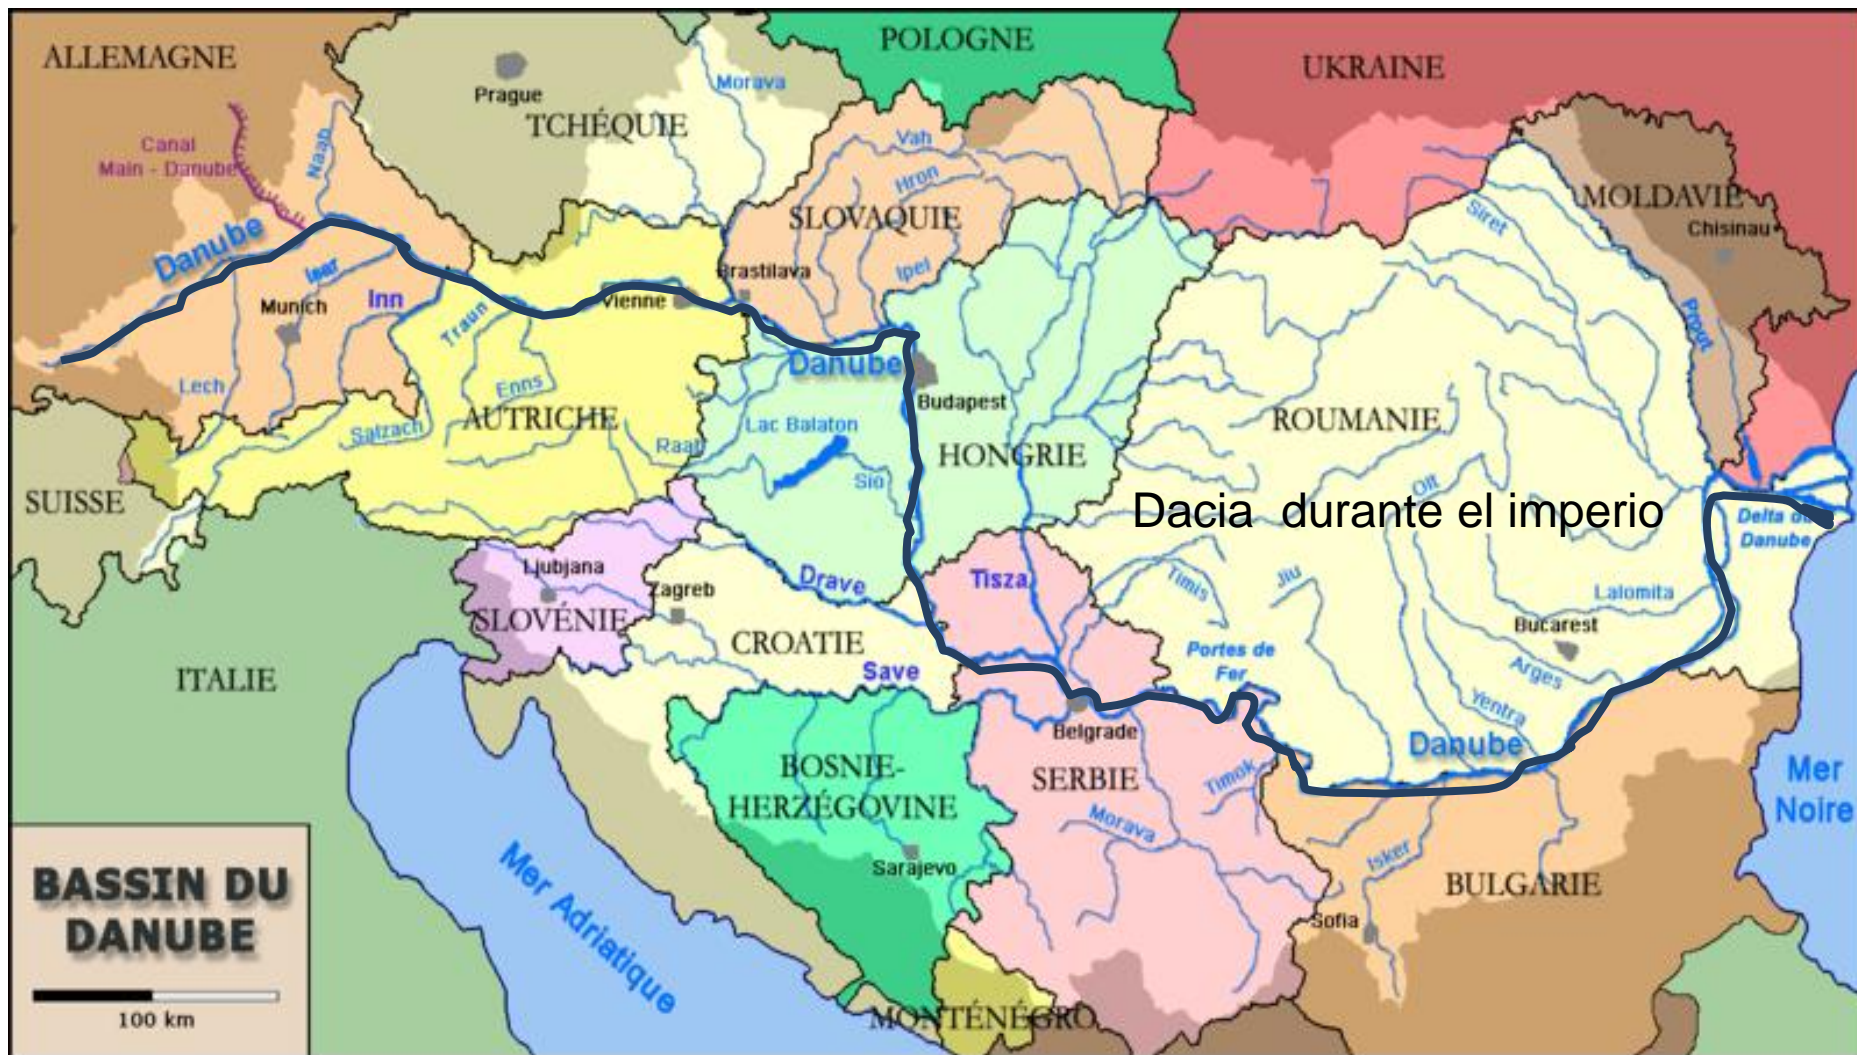 ALLEMAGNE
POLOGNE
UKRAINE
Prague
Morava
TCHÉQUIE
Canal
Main - Danube
Naab
Vah
Hron
MOLDAVIE
SLOVAQUIE
Siret
Chisinau
Danube
Isar
Brastilava
Ipel
Munich
Inn
Vienne
Traun
Prout
Danube
Lech
Enns
Budapest
AUTRICHE
Salzach
Lac Balaton
ROUMANIE
Raab
HONGRIE
Sio
Olt
SUISSE
Dacia durante el imperio
Delta du
Danube
Ljubjana
Drave
Tisza
Timis
Jiu
Zagreb
Lalomita
SLOVÉNIE
Bucarest
CROATIE
Portes de
Fer
Save
Arges
ITALIE
Yentra
Belgrade
Danube
BOSNIE-
HERZÉGOVINE
SERBIE
Timok
Mer
Noire
Morava
Isker
Sarajevo
BULGARIE
Mer Adriatique
Sofia
BASSIN DU
DANUBE
100 km
MONTÉNÉGRO